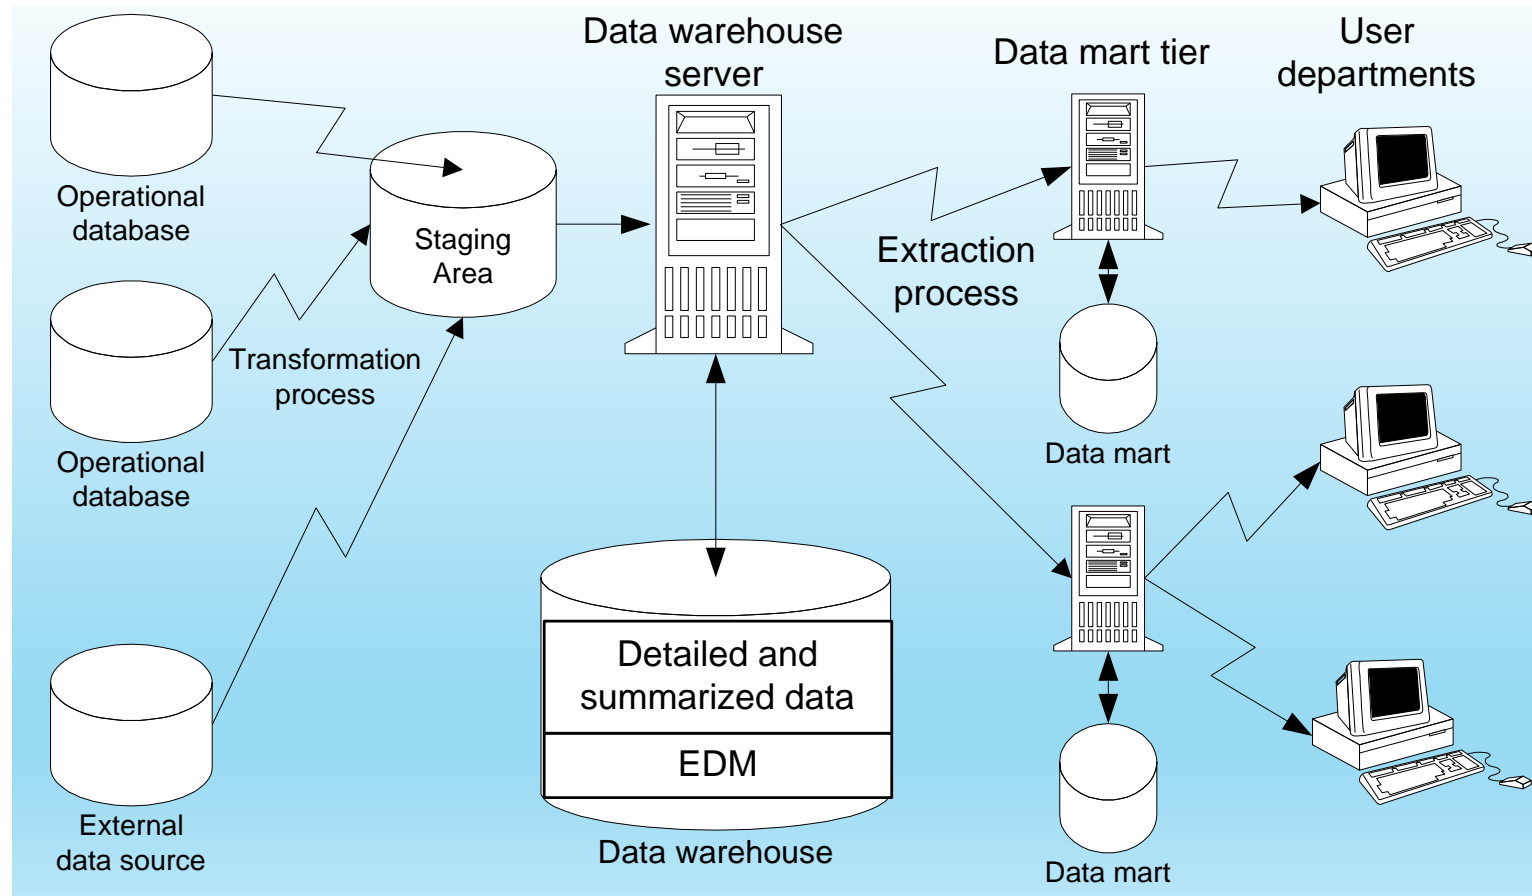 Data warehouse
server
Data mart tier
User
departments
Operational
database
Staging
Area
Extraction
process
Transformation
process
Operational
database
Data mart
Detailed and
summarized data
EDM
External
data source
Data warehouse
Data mart